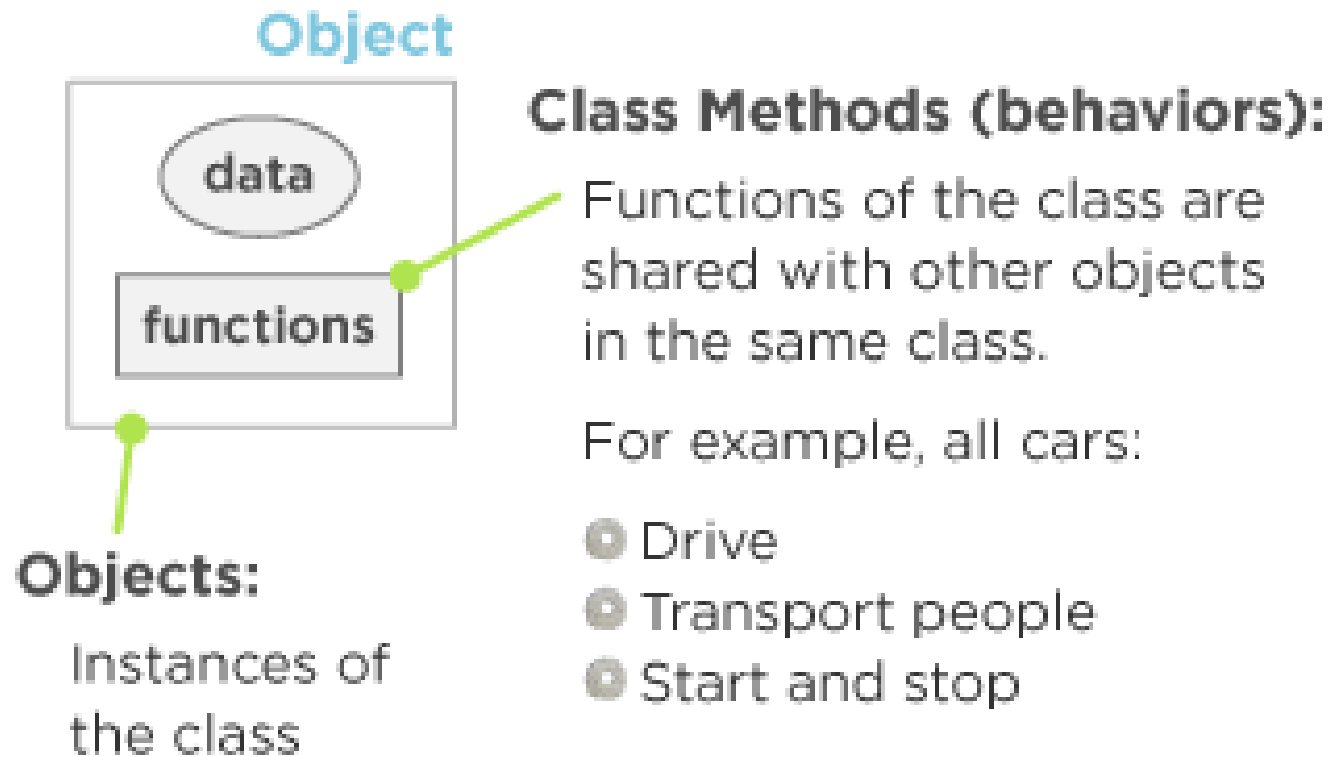 Object
data
functions
Class Methods (behaviors):
Functions of the class are
shared with other objects
in the same class.
For example, all cars:
Drive
Transport people
Start and stop
Objects:
Instances of
the class